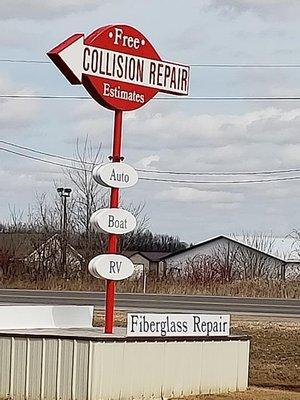 Free
COLLISION REPAIR
Estimates
Auto
Boat
RV
Fiberglass Repair